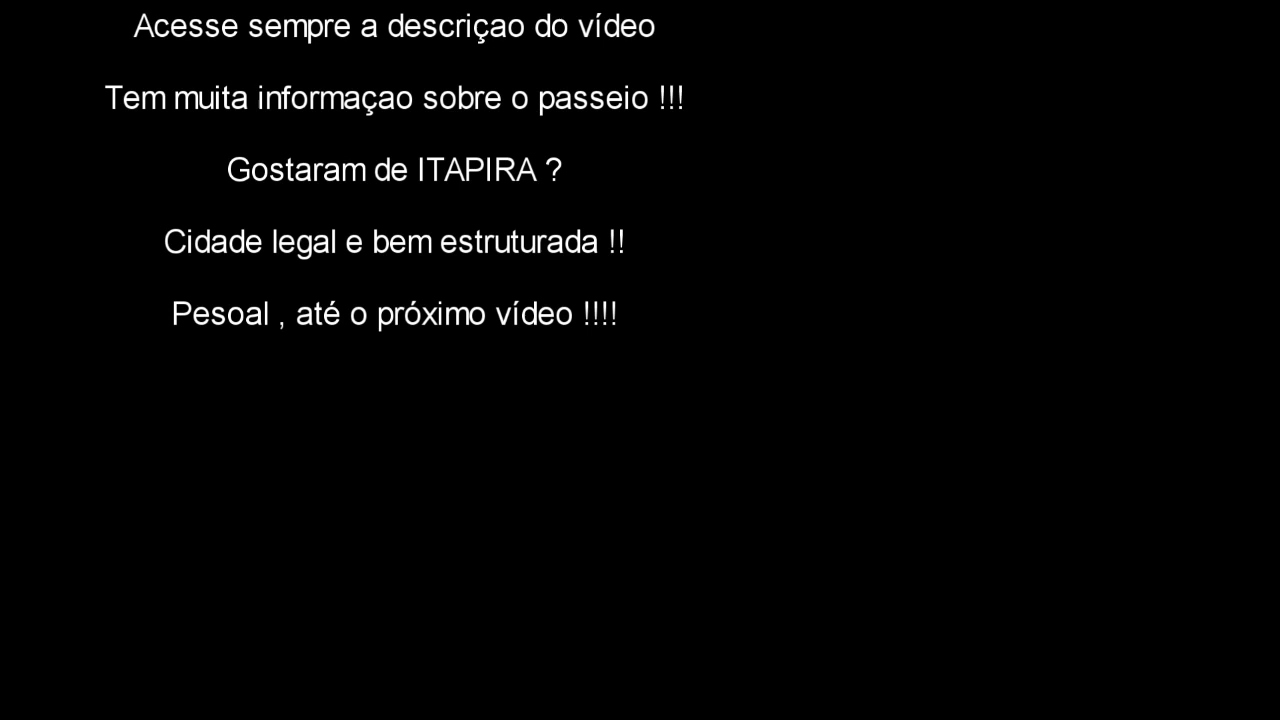 Acesse sempre a descriçao do vídeo
Tem muita informaçao sobre o passeio !!!
Gostaram de ITAPIRA ?
Cidade legal e bem estruturada !!
Pesoal , até o próximo vídeo !!!!